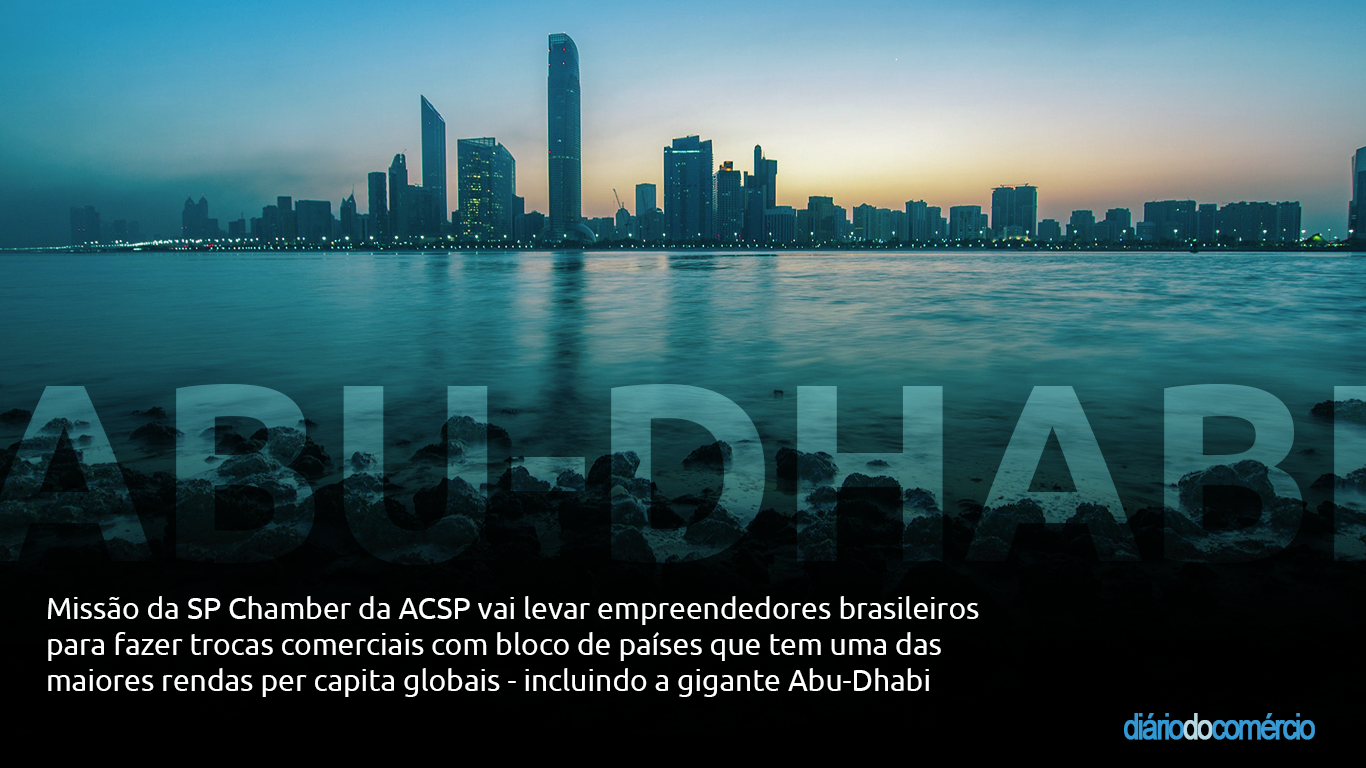 ABU-DHABI
Missão da SP Chamber da ACSP vai levar empreendedores brasileiros
para fazer trocas comerciais com bloco de países que tem uma das
maiores rendas per capita globais - incluindo a gigante Abu-Dhabi
diáriodocomércio